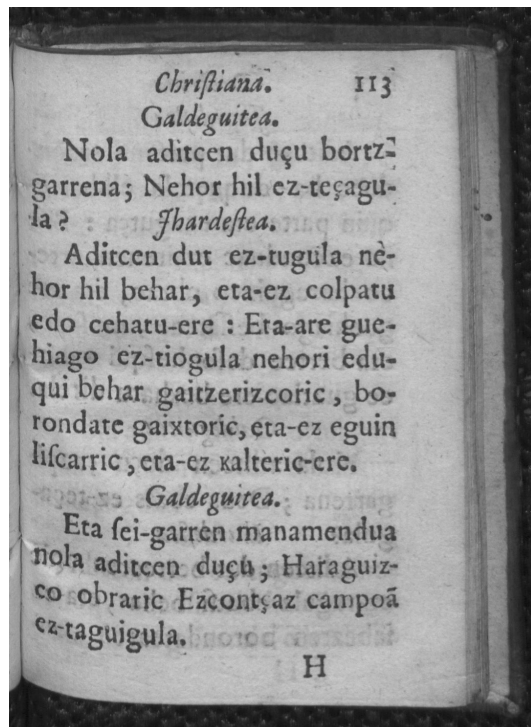 Chriſtiana. 113
Galdeguitea.
Nola aditcen duçu bortz-
garrena; Nehor hil ez-teçagu-
la? Jhardeſtea.
Aditcen dut ez-tugula nè-
hor hil behar, eta-ez colpatu
edo cehatu-ere : Eta-are gue-
hiago ez-tiogula nehori edu-
qui behar gaitzerizcoric, bo-
rondate gaixtoric, eta-ez eguin
liſcarric, eta-ez kalteric-ere.
Galdeguitea.
Eta ſei-garren manamendua
nola aditcen duçu; Haraguiz-
co obraric Ezcontçaz campoã
ez-taguigula.
H